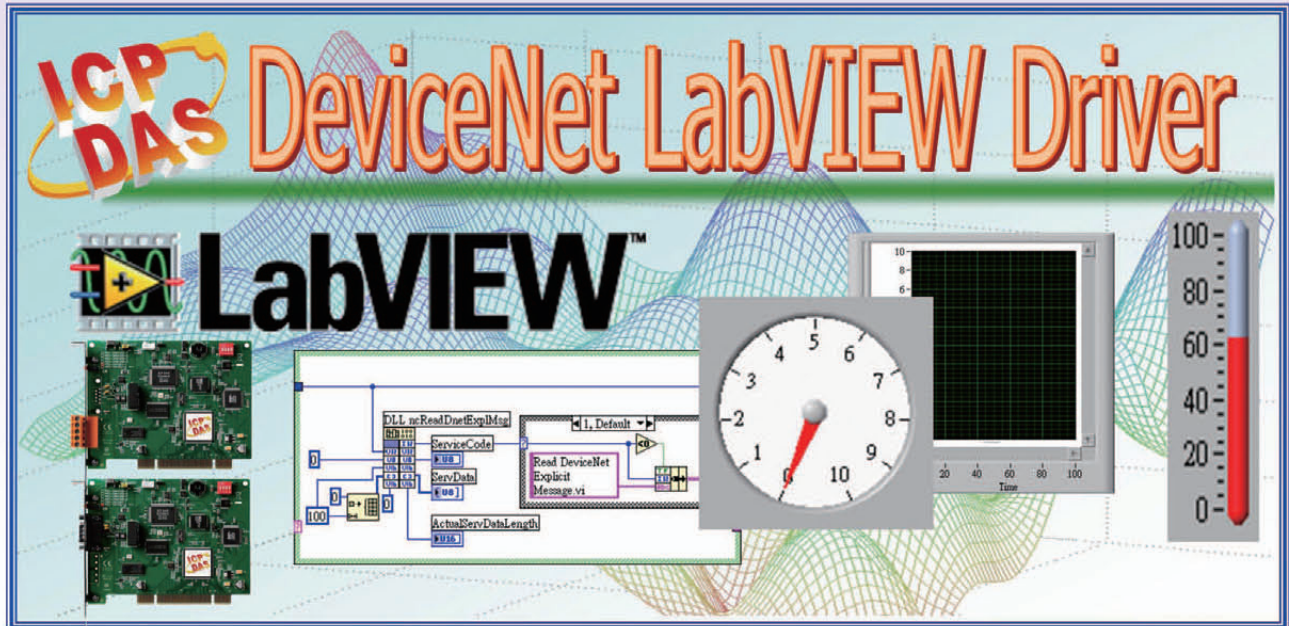 ICP
DAS
DeviceNet LabVIEW Driver
LabVIEW™
DLL ncReadDnetExplMsg
ServiceCode
U8
ServData
U8
ActualServDataLength
U16
0
100
0
0
1, Default
Read DeviceNet
Explicit
Message.vi
0
1
2
3
4
5
6
7
8
9
10
10
8
6
20
40
60
80
100
Time
100
80
60
40
20
0
ICP
DAS
ICP
DAS